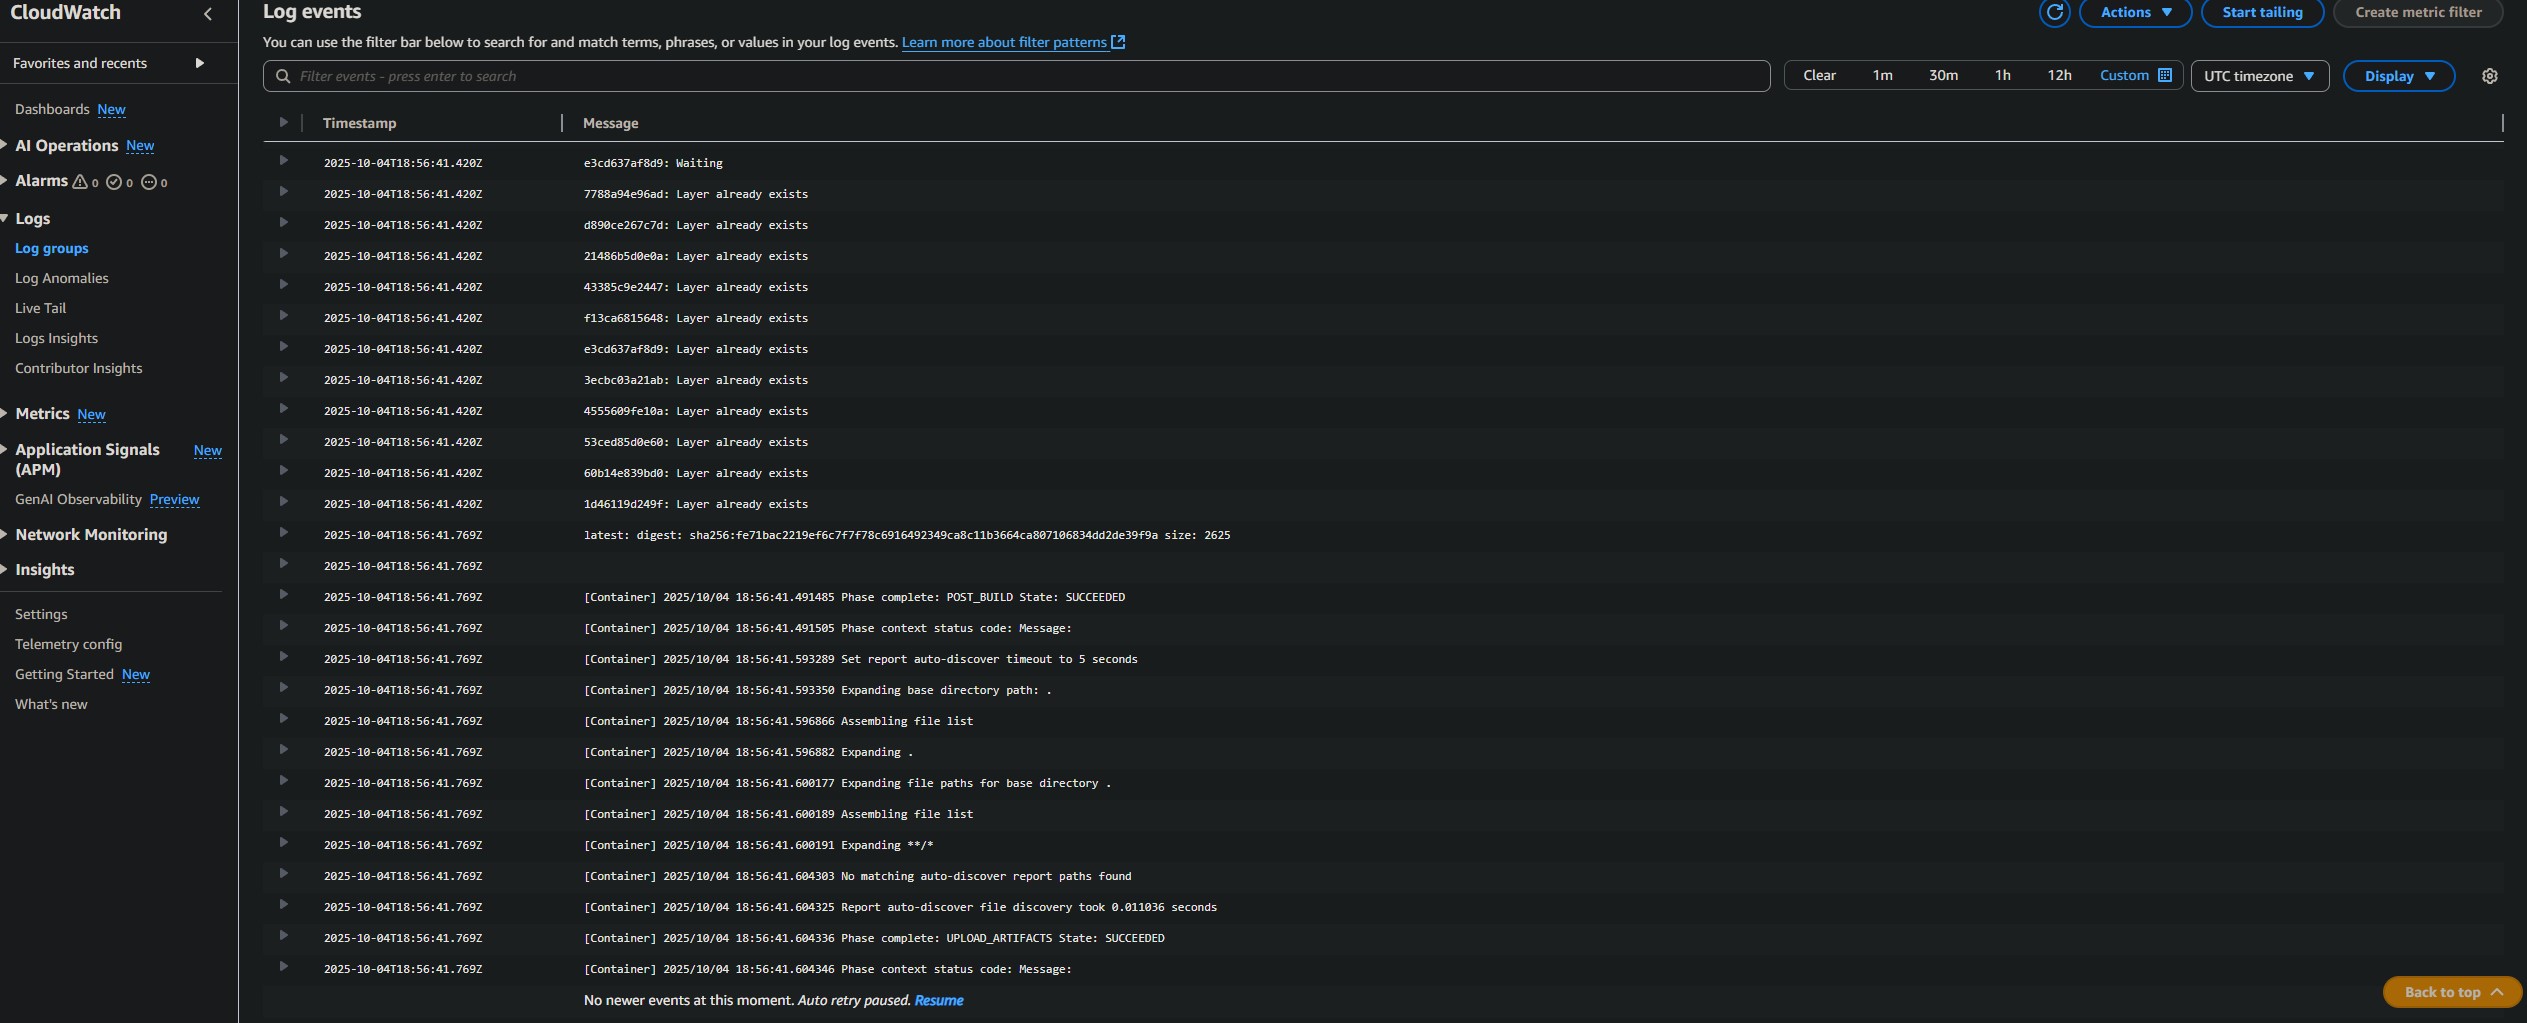 CloudWatch
Favorites and recents
Dashboards New
AI Operations New
Alarms 0 0 0
Logs
Log groups
Log Anomalies
Live Tail
Logs Insights
Contributor Insights
Metrics New
Application Signals (APM) New
GenAI Observability Preview
Network Monitoring
Insights
Settings
Telemetry config
Getting Started New
What's new
Log events
Actions Start tailing Create metric filter
You can use the filter bar below to search for and match terms, phrases, or values in your log events. Learn more about filter patterns
Filter events - press enter to search
Clear 1m 30m 1h 12h Custom UTC timezone Display
Timestamp Message
2025-10-04T18:56:41.420Z e3cd637af8d9: Waiting
2025-10-04T18:56:41.420Z 7788a94e96ad: Layer already exists
2025-10-04T18:56:41.420Z d890ce267c7d: Layer already exists
2025-10-04T18:56:41.420Z 21486b5d0e0a: Layer already exists
2025-10-04T18:56:41.420Z 43385c9e2447: Layer already exists
2025-10-04T18:56:41.420Z f13ca6815648: Layer already exists
2025-10-04T18:56:41.420Z e3cd637af8d9: Layer already exists
2025-10-04T18:56:41.420Z 3ecbc03a21ab: Layer already exists
2025-10-04T18:56:41.420Z 4555609fe10a: Layer already exists
2025-10-04T18:56:41.420Z 53ced85d0e60: Layer already exists
2025-10-04T18:56:41.420Z 60b14e839bd0: Layer already exists
2025-10-04T18:56:41.420Z 1d46119d249f: Layer already exists
2025-10-04T18:56:41.769Z latest: digest: sha256:fe71bac2219ef6c7f7f78c6916492349ca8c11b3664ca807106834dd2de39f9a size: 2625
2025-10-04T18:56:41.769Z
2025-10-04T18:56:41.769Z [Container] 2025/10/04 18:56:41.491485 Phase complete: POST_BUILD State: SUCCEEDED
2025-10-04T18:56:41.769Z [Container] 2025/10/04 18:56:41.491505 Phase context status code: Message:
2025-10-04T18:56:41.769Z [Container] 2025/10/04 18:56:41.593289 Set report auto-discover timeout to 5 seconds
2025-10-04T18:56:41.769Z [Container] 2025/10/04 18:56:41.593350 Expanding base directory path: .
2025-10-04T18:56:41.769Z [Container] 2025/10/04 18:56:41.596866 Assembling file list
2025-10-04T18:56:41.769Z [Container] 2025/10/04 18:56:41.596882 Expanding .
2025-10-04T18:56:41.769Z [Container] 2025/10/04 18:56:41.600177 Expanding file paths for base directory .
2025-10-04T18:56:41.769Z [Container] 2025/10/04 18:56:41.600189 Assembling file list
2025-10-04T18:56:41.769Z [Container] 2025/10/04 18:56:41.600191 Expanding **/*
2025-10-04T18:56:41.769Z [Container] 2025/10/04 18:56:41.604303 No matching auto-discover report paths found
2025-10-04T18:56:41.769Z [Container] 2025/10/04 18:56:41.604325 Report auto-discover file discovery took 0.011036 seconds
2025-10-04T18:56:41.769Z [Container] 2025/10/04 18:56:41.604336 Phase complete: UPLOAD_ARTIFACTS State: SUCCEEDED
2025-10-04T18:56:41.769Z [Container] 2025/10/04 18:56:41.604346 Phase context status code: Message:
No newer events at this moment. Auto retry paused. Resume
Back to top